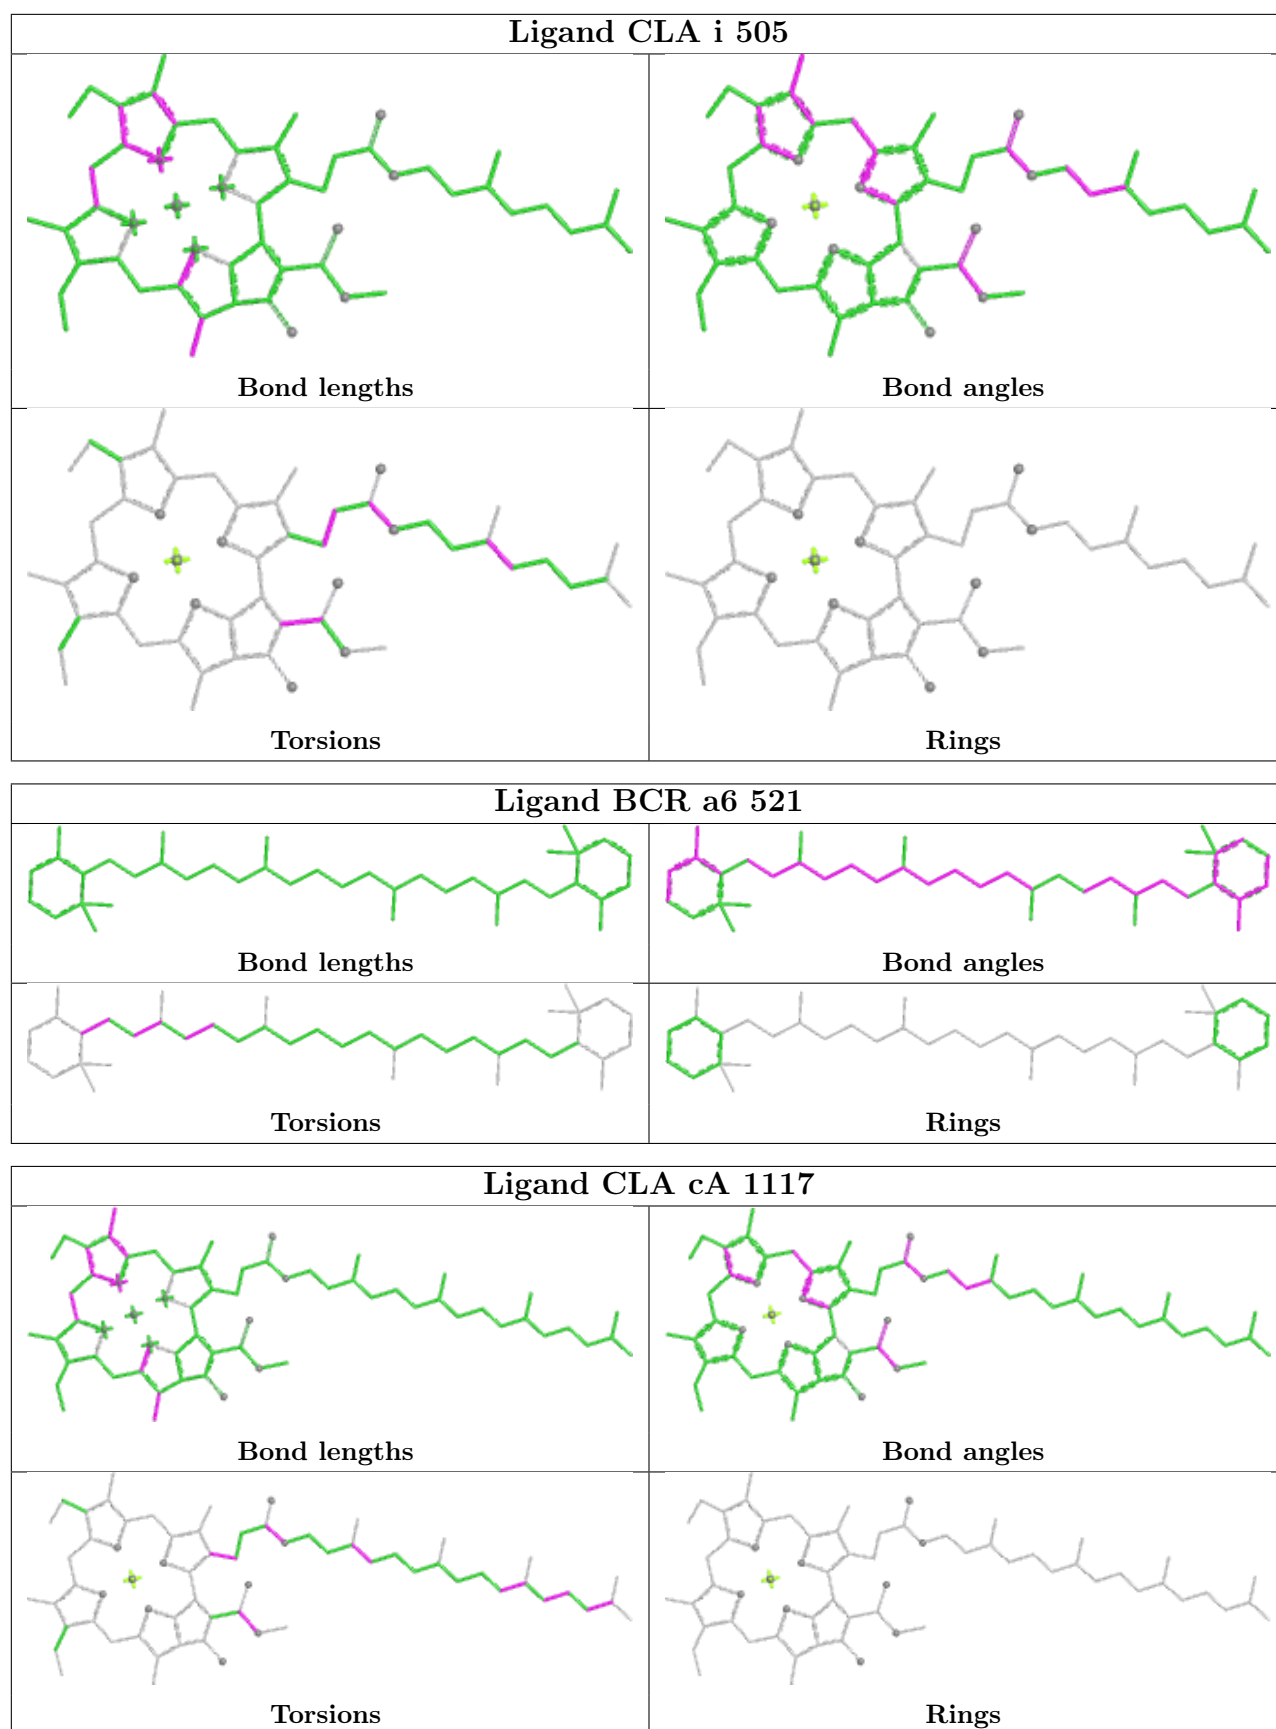 Ligand CLA i 505
Bond lengths
Bond angles
Torsions
Rings
Ligand BCR a6 521
Bond lengths
Bond angles
Torsions
Rings
Ligand CLA cA 1117
Bond lengths
Bond angles
Torsions
Rings